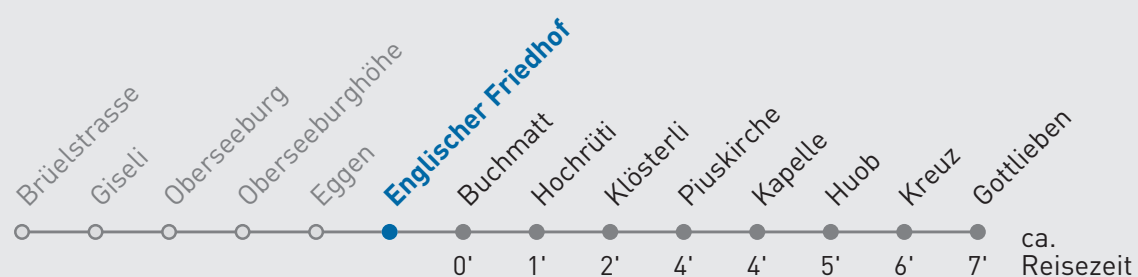 Brüelstrasse
Giseli
Oberseeburg
Oberseeburghöhe
Eggen
Englischer Friedhof
Buchmatt
Hochrüti
Klösterli
Piuskirche
Kapelle
Huob
Kreuz
Gottlieben
0' 1' 2' 4' 4' 5' 6' 7'
ca.
Reisezeit